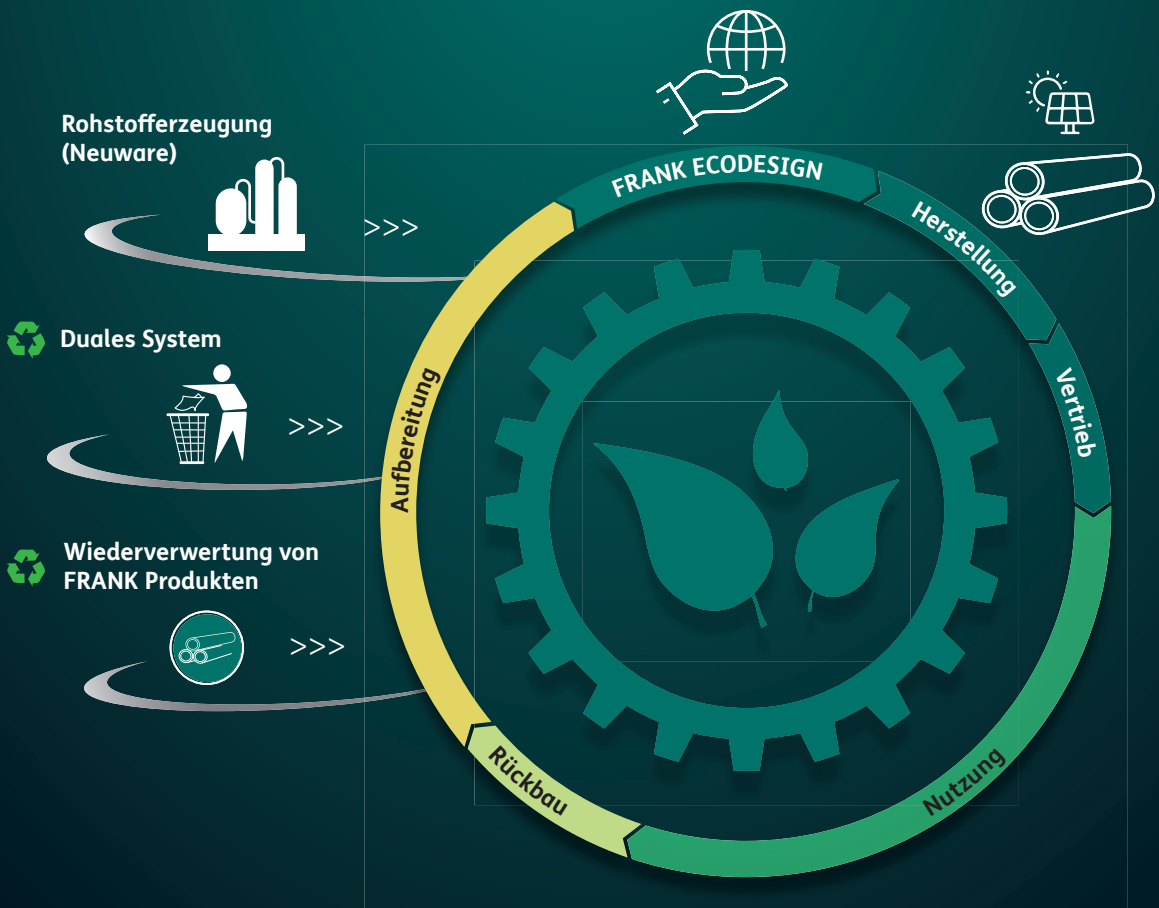 Rohstofferzeugung
(Neuware)
>>>
Duales System
>>>
Wiederverwertung von
FRANK Produkten
>>>
FRANK ECODESIGN
Herstellung
Vertrieb
Nutzung
Rückbau
Aufbereitung